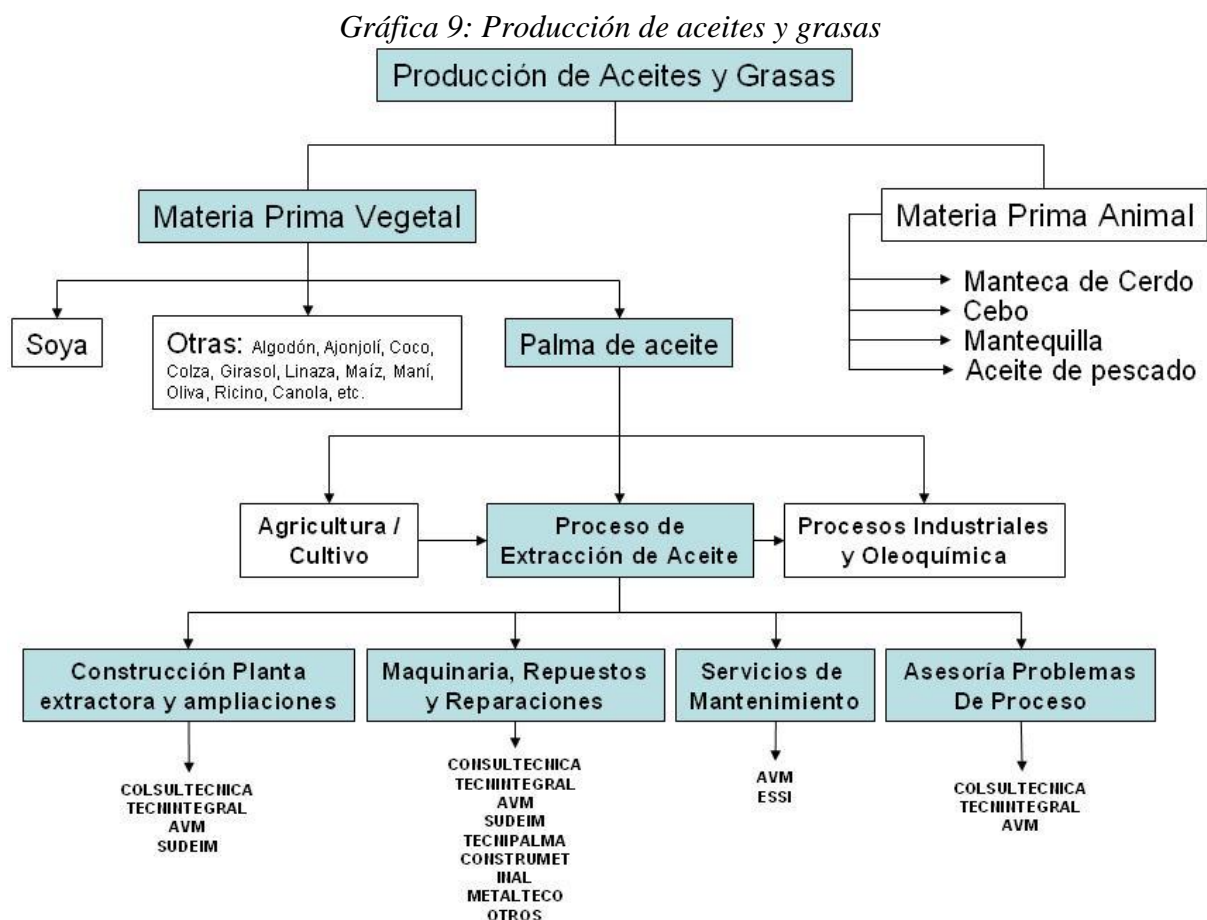 Gráfica 9: Producción de aceites y grasas
Producción de Aceites y Grasas
Materia Prima Vegetal
Materia Prima Animal
Manteca de Cerdo
Cebo
Mantequilla
Aceite de pescado
Soya
Otras: Algodón, Ajonjolí, Coco,
Colza, Girasol, Linaza, Maíz, Maní,
Oliva, Ricino, Canola, etc.
Palma de aceite
Agricultura /
Cultivo
Proceso de
Extracción de Aceite
Procesos Industriales
y Oleoquímica
Construcción Planta
extractora y ampliaciones
Maquinaria, Repuestos
y Reparaciones
Servicios de
Mantenimiento
Asesoría Problemas
De Proceso
COLSULTECNICA
TECNINTEGRAL
AVM
SUDEIM
CONSULTECNICA
TECNINTEGRAL
AVM
SUDEIM
TECNIPALMA
CONSTRUMET
INAL
METALTECO
OTROS
AVM
ESSI
COLSULTECNICA
TECNINTEGRAL
AVM